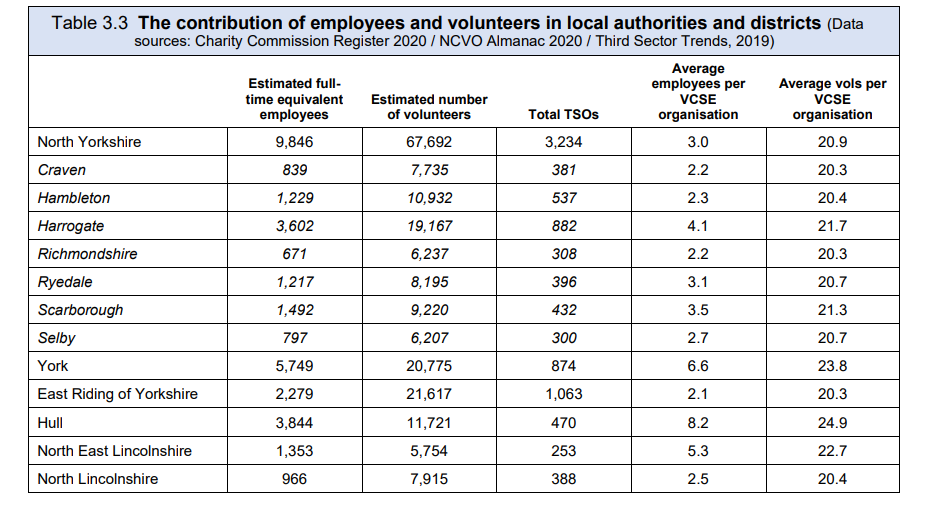 Table 3.3 The contribution of employees and volunteers in local authorities and districts (Data
sources: Charity Commission Register 2020 / NCVO Almanac 2020 / Third Sector Trends, 2019)
Estimated full-time equivalent employees Estimated number of volunteers Total TSOs Average employees per VCSE organisation Average vols per VCSE organisation
North Yorkshire 9,846 67,692 3,234 3.0 20.9
Craven 839 7,735 381 2.2 20.3
Hambleton 1,229 10,932 537 2.3 20.4
Harrogate 3,602 19,167 882 4.1 21.7
Richmondshire 671 6,237 308 2.2 20.3
Ryedale 1,217 8,195 396 3.1 20.7
Scarborough 1,492 9,220 432 3.5 21.3
Selby 797 6,207 300 2.7 20.7
York 5,749 20,775 874 6.6 23.8
East Riding of Yorkshire 2,279 21,617 1,063 2.1 20.3
Hull 3,844 11,721 470 8.2 24.9
North East Lincolnshire 1,353 5,754 253 5.3 22.7
North Lincolnshire 966 7,915 388 2.5 20.4